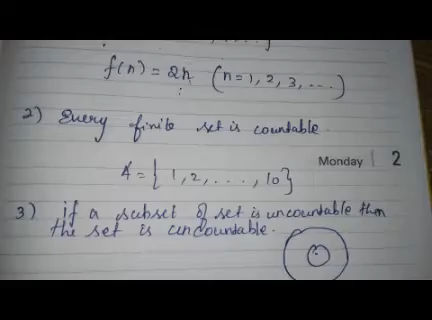 f(n) = 2n (n=1, 2, 3, ....)
2) Every finite set is countable.
Monday 2
A = { 1, 2, ...., 10}
3) if a subset of set is uncountable then
the set is uncountable.